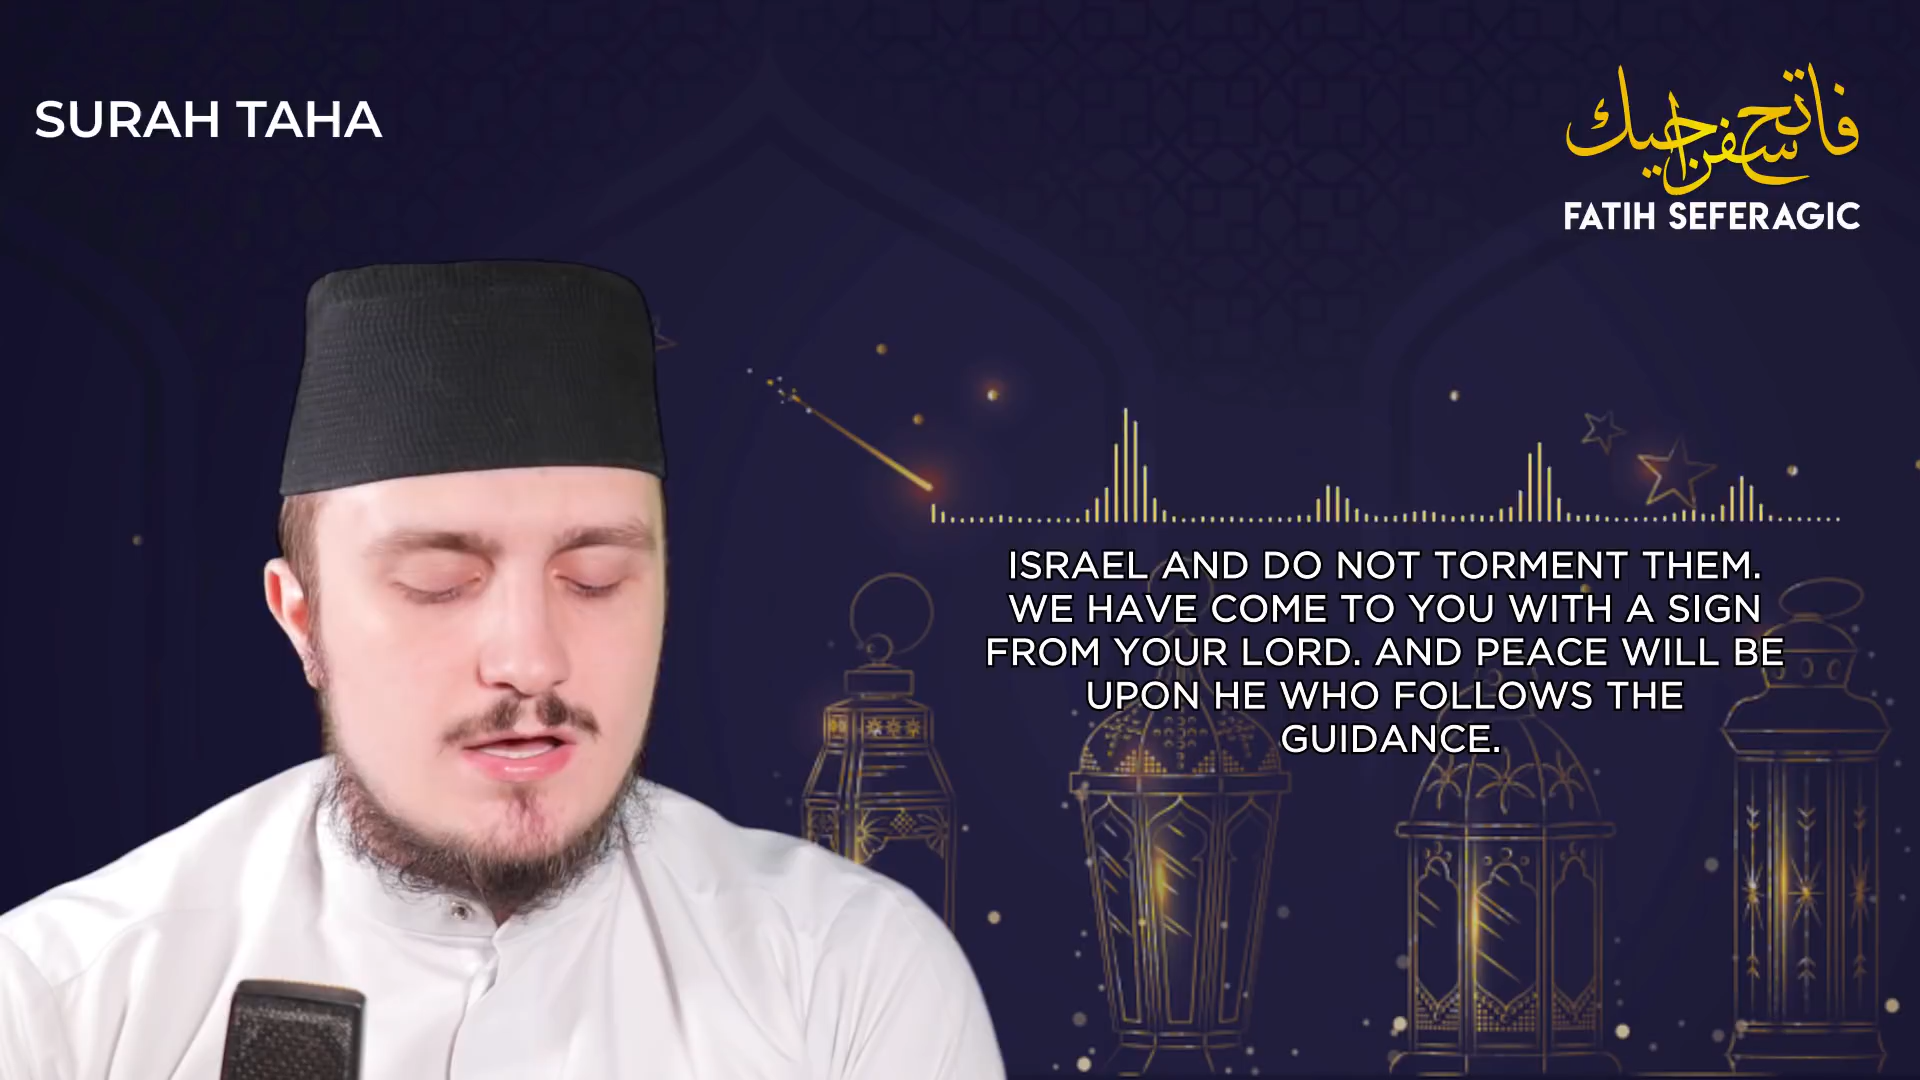 SURAH TAHA
فاتح سفراجيك
FATIH SEFERAGIC
ISRAEL AND DO NOT TORMENT THEM.
WE HAVE COME TO YOU WITH A SIGN
FROM YOUR LORD. AND PEACE WILL BE
UPON HE WHO FOLLOWS THE
GUIDANCE.